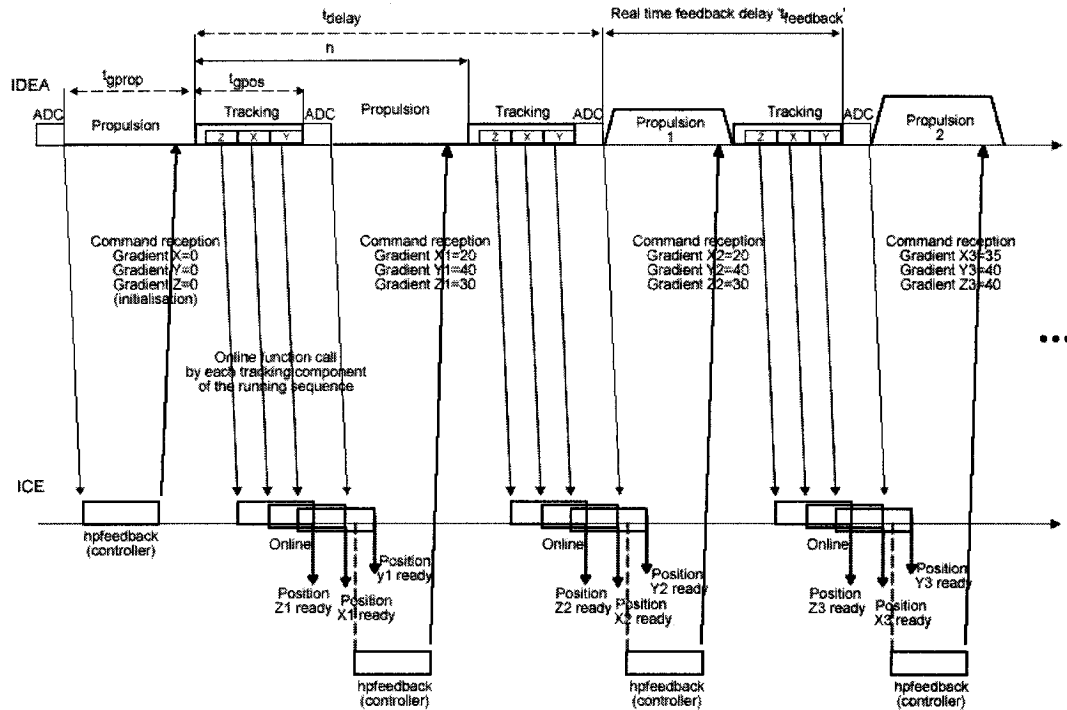 t delay
Real time feedback delay 't feedback'
h
t gprop
t gpos
IDEA
ADC
Propulsion
Tracking
Z X Y
ADC
Propulsion
Tracking
Z X Y
ADC
Propulsion
1
Tracking
Z X Y
ADC
Propulsion
2
Command reception
Gradient X=0
Gradient Y=0
Gradient Z=0
(initialisation)
Command reception
Gradient X1=20
Gradient Y1=40
Gradient Z1=30
Command reception
Gradient X2=20
Gradient Y2=40
Gradient Z2=30
Command reception
Gradient X3=35
Gradient Y3=40
Gradient Z3=40
Online function call
by each tracking component
of the running sequence
...
ICE
hpfeedback
(controller)
Online
Position
y1 ready
Position
Z1 ready
Position
X1 ready
Online
Position
Y2 ready
Position
Z2 ready
Position
X2 ready
Online
Position
Y3 ready
Position
Z3 ready
Position
X3 ready
hpfeedback
(controller)
hpfeedback
(controller)
hpfeedback
(controller)